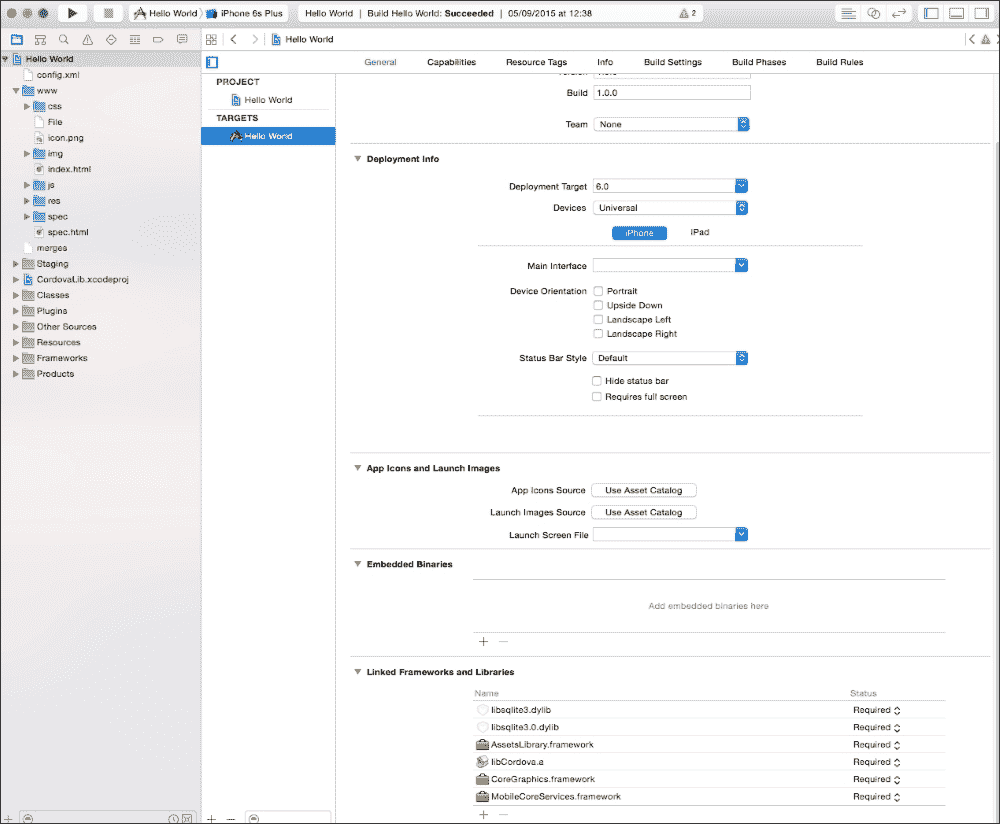 Hello World iPhone 6s Plus Hello World | Build Hello World: Succeeded | 05/09/2015 at 12:38 2
Hello World
Hello World
config.xml
www
css
File
icon.png
img
index.html
js
res
spec
spec.html
merges
Staging
CordovaLib.xcodeproj
Classes
Plugins
Other Sources
Resources
Frameworks
Products
General Capabilities Resource Tags Info Build Settings Build Phases Build Rules
PROJECT
Hello World
TARGETS
Hello World
Build 1.0.0
Team None
Deployment Info
Deployment Target 6.0
Devices Universal
iPhone iPad
Main Interface
Device Orientation Portrait
Upside Down
Landscape Left
Landscape Right
Status Bar Style Default
Hide status bar
Requires full screen
App Icons and Launch Images
App Icons Source Use Asset Catalog
Launch Images Source Use Asset Catalog
Launch Screen File
Embedded Binaries
Add embedded binaries here
Linked Frameworks and Libraries
Name Status
libsqlite3.dylib Required
libsqlite3.0.dylib Required
AssetsLibrary.framework Required
libCordova.a Required
CoreGraphics.framework Required
MobileCoreServices.framework Required